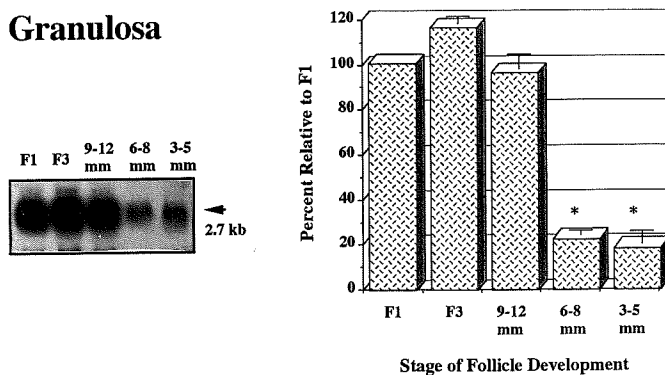 Granulosa
F1 F3 9-12 mm 6-8 mm 3-5 mm
2.7 kb
Percent Relative to F1
120
100
80
60
40
20
0
* *
F1 F3 9-12 mm 6-8 mm 3-5 mm
Stage of Follicle Development